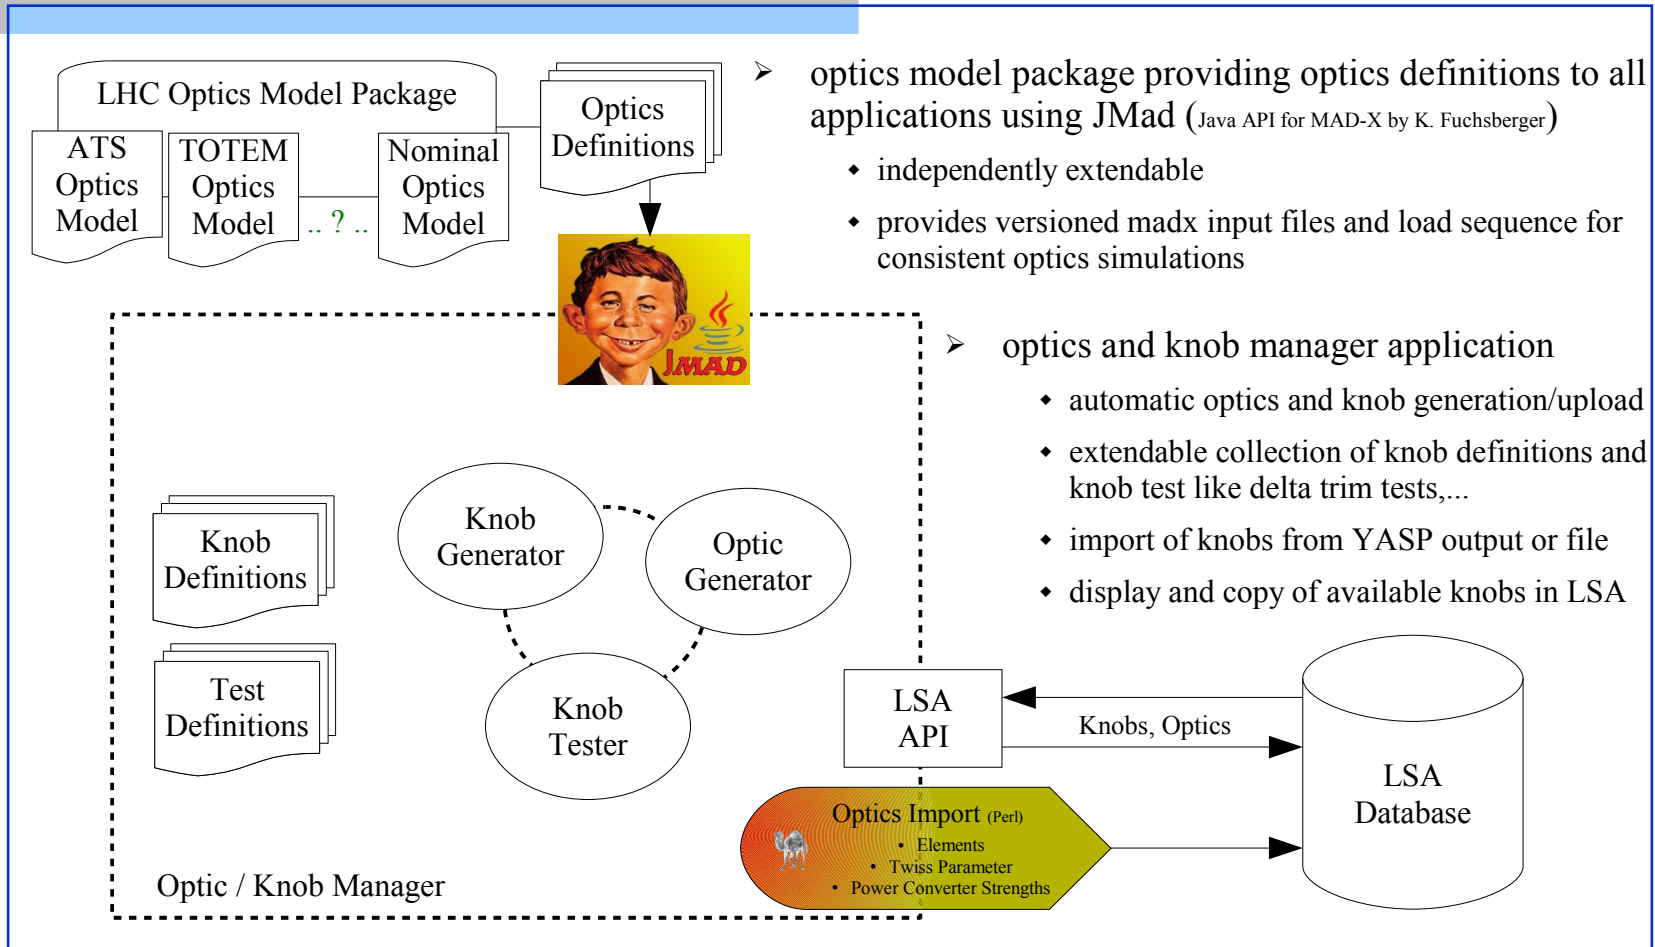 LHC Optics Model Package
ATS
Optics
Model
TOTEM
Optics
Model
.. ? ..
Nominal
Optics
Model
Optics
Definitions
JMAD
➢ optics model package providing optics definitions to all
applications using JMad (Java API for MAD-X by K. Fuchsberger)
◆ independently extendable
◆ provides versioned madx input files and load sequence for
consistent optics simulations
➢ optics and knob manager application
◆ automatic optics and knob generation/upload
◆ extendable collection of knob definitions and
knob test like delta trim tests,...
◆ import of knobs from YASP output or file
◆ display and copy of available knobs in LSA
Knob
Definitions
Test
Definitions
Knob
Generator
Optic
Generator
Knob
Tester
LSA
API
Knobs, Optics
LSA
Database
Optics Import (Perl)
• Elements
• Twiss Parameter
• Power Converter Strengths
Optic / Knob Manager